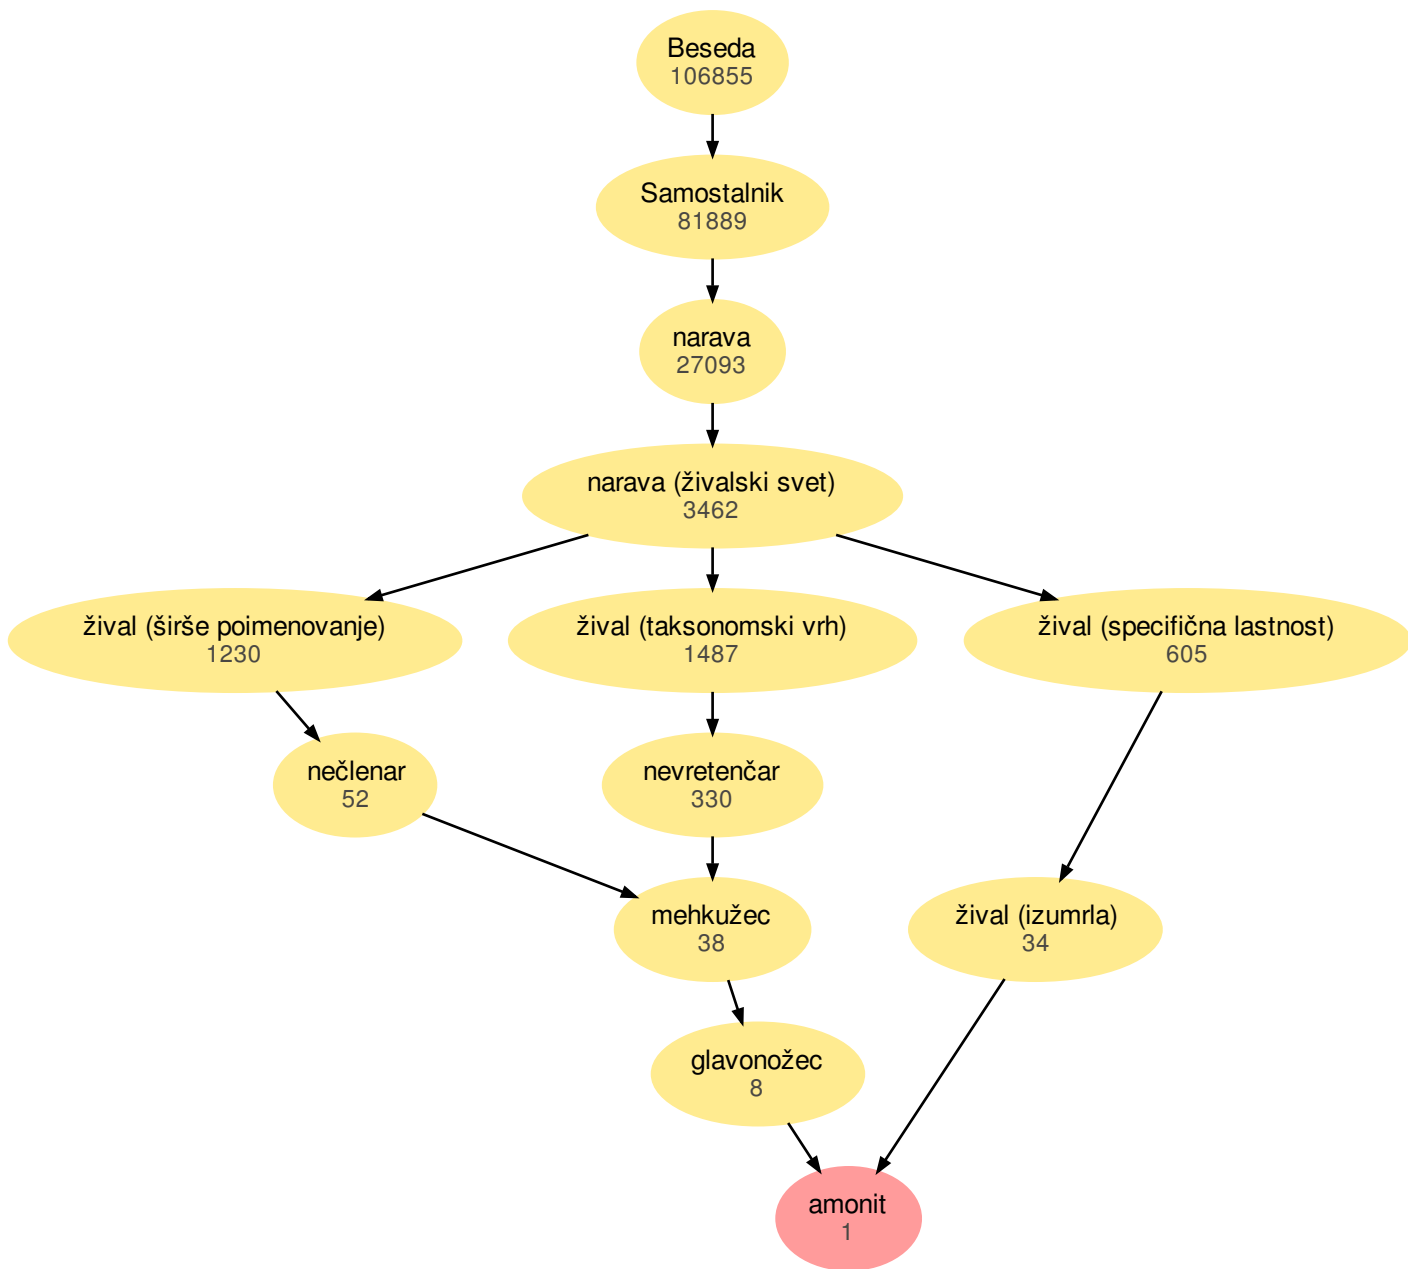 Beseda
106855
Samostalnik
81889
narava
27093
narava (živalski svet)
3462
žival (širše poimenovanje)
1230
žival (taksonomski vrh)
1487
žival (specifična lastnost)
605
nečlenar
52
nevretenčar
330
mehkužec
38
žival (izumrla)
34
glavonožec
8
amonit
1